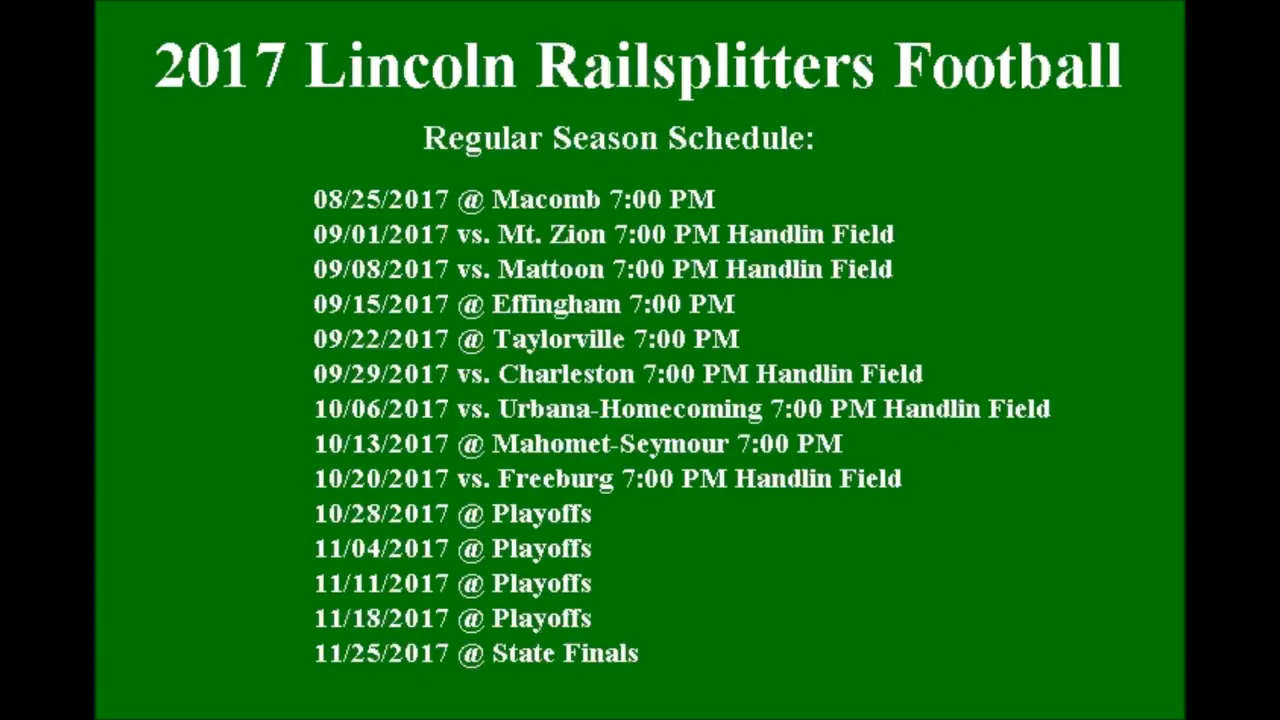 2017 Lincoln Railsplitters Football
Regular Season Schedule:
08/25/2017 @ Macomb 7:00 PM
09/01/2017 vs. Mt. Zion 7:00 PM Handlin Field
09/08/2017 vs. Mattoon 7:00 PM Handlin Field
09/15/2017 @ Effingham 7:00 PM
09/22/2017 @ Taylorville 7:00 PM
09/29/2017 vs. Charleston 7:00 PM Handlin Field
10/06/2017 vs. Urbana-Homecoming 7:00 PM Handlin Field
10/13/2017 @ Mahomet-Seymour 7:00 PM
10/20/2017 vs. Freeburg 7:00 PM Handlin Field
10/28/2017 @ Playoffs
11/04/2017 @ Playoffs
11/11/2017 @ Playoffs
11/18/2017 @ Playoffs
11/25/2017 @ State Finals